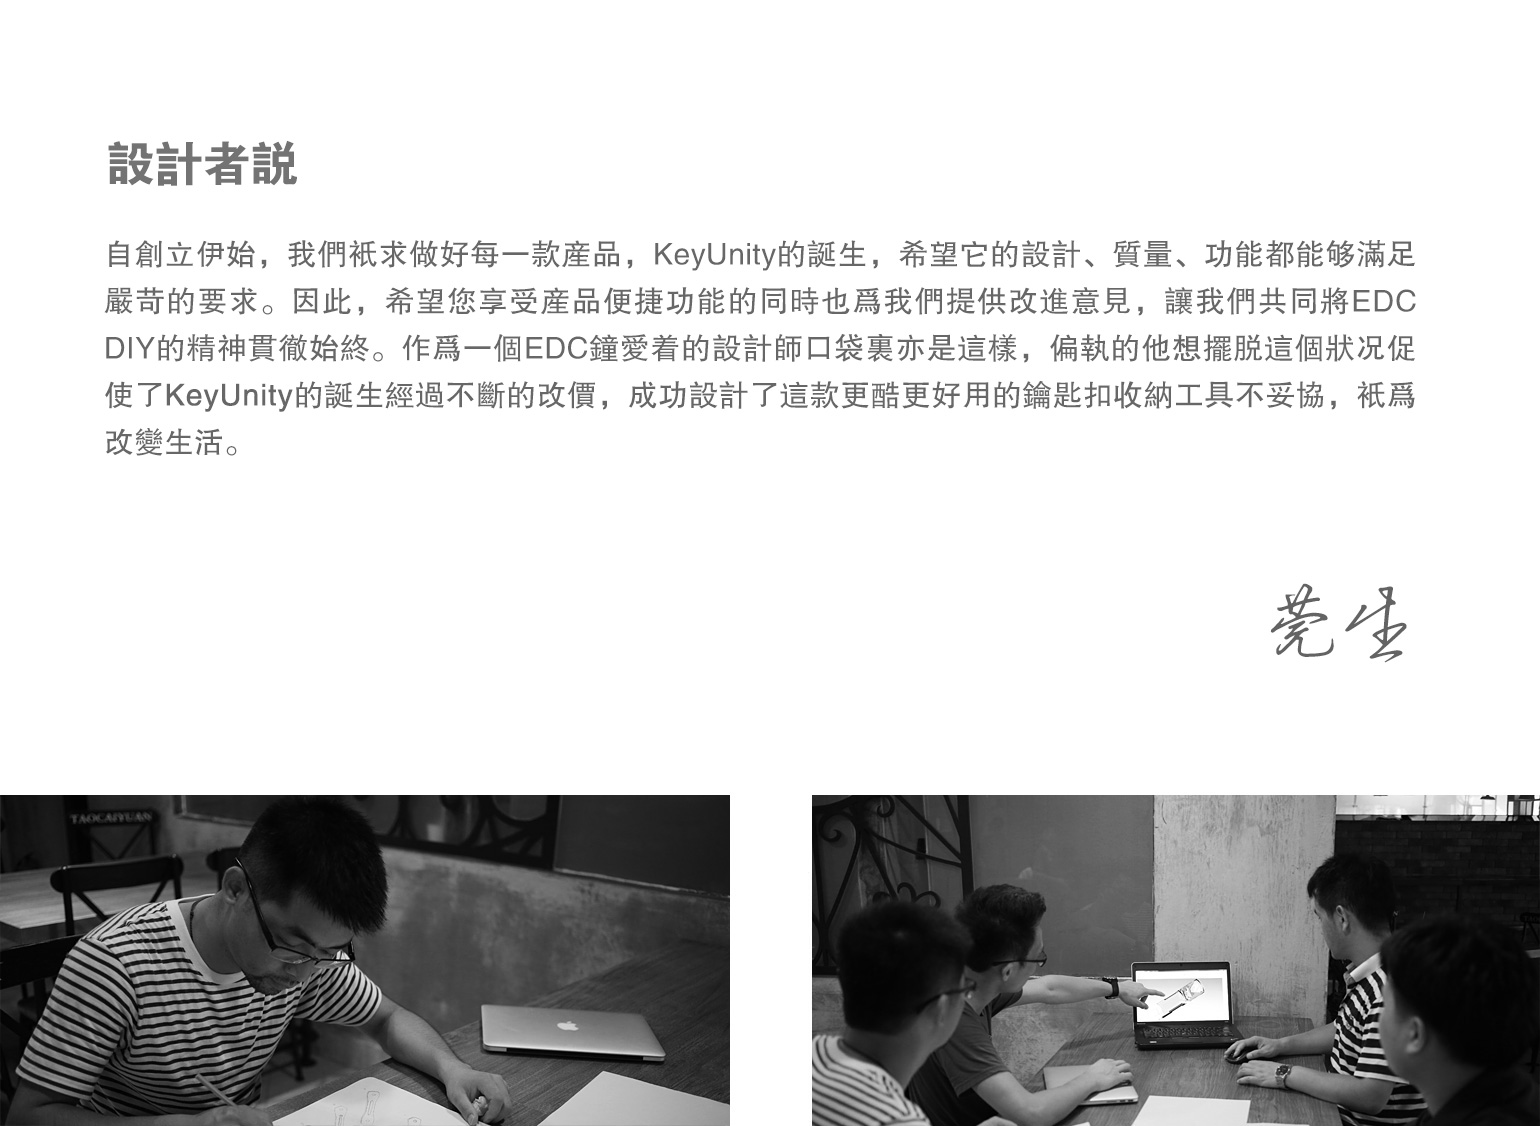 設計者説
自創立伊始，我們衹求做好每一款産品，KeyUnity的誕生，希望它的設計、質量、功能都能够滿足
嚴苛的要求。因此，希望您享受産品便捷功能的同時也爲我們提供改進意見，讓我們共同將EDC
DIY的精神貫徹始終。作爲一個EDC鐘愛着的設計師口袋裏亦是這樣，偏執的他想擺脱這個狀况促
使了KeyUnity的誕生經過不斷的改價，成功設計了這款更酷更好用的鑰匙扣收納工具不妥協，衹爲
改變生活。
莞生
TAOCAIYUAN